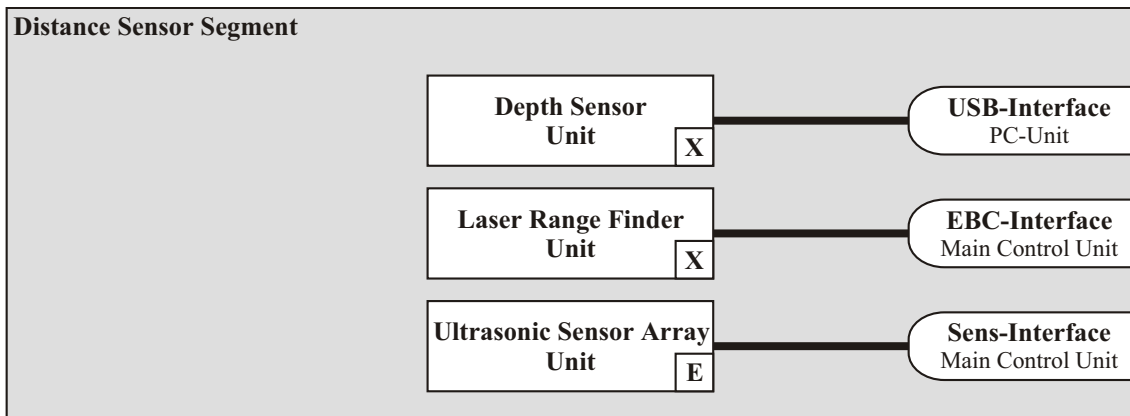 Distance Sensor Segment
Depth Sensor
Unit
X
USB-Interface
PC-Unit
Laser Range Finder
Unit
X
EBC-Interface
Main Control Unit
Ultrasonic Sensor Array
Unit
E
Sens-Interface
Main Control Unit